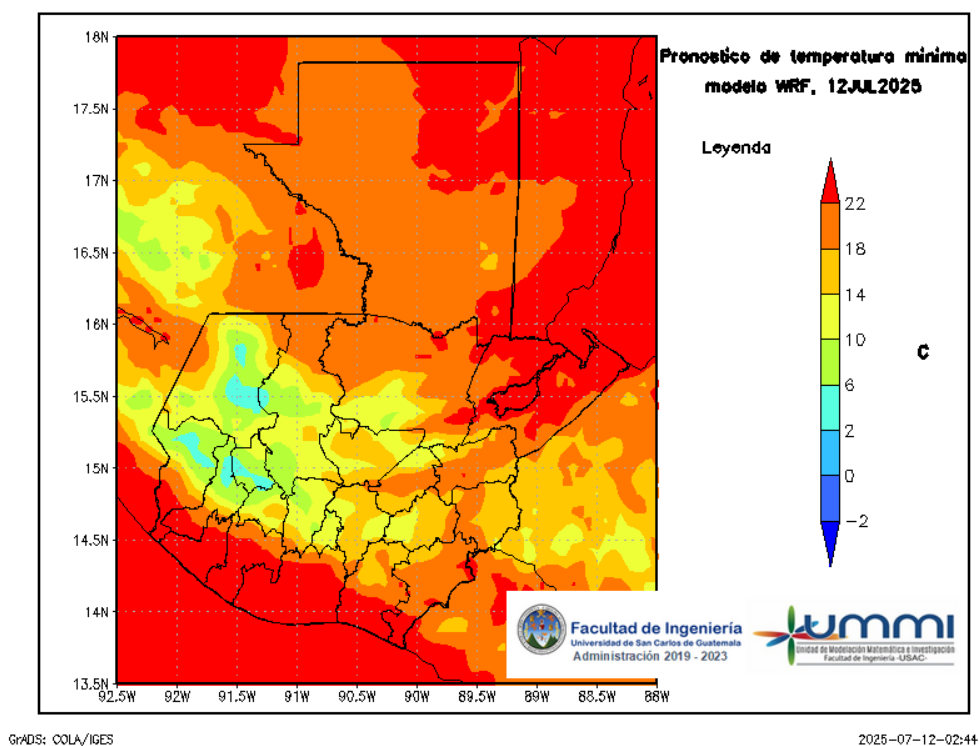 Pronostico de temperatura minima
modelo WRF, 12JUL2025
Leyenda
22
18
14
10
6
2
0
-2
C
18N
17.5N
17N
16.5N
16N
15.5N
15N
14.5N
14N
13.5N
92.5W
92W
91.5W
91W
90.5W
90W
89.5W
89W
88.5W
88W
Facultad de Ingeniería
Universidad de San Carlos de Guatemala
Administración 2019 - 2023
ummi
Unidad de Modelación Matemática e Investigación
Facultad de Ingeniería -USAC-
GrADS: COLA/IGES
2025-07-12-02:44